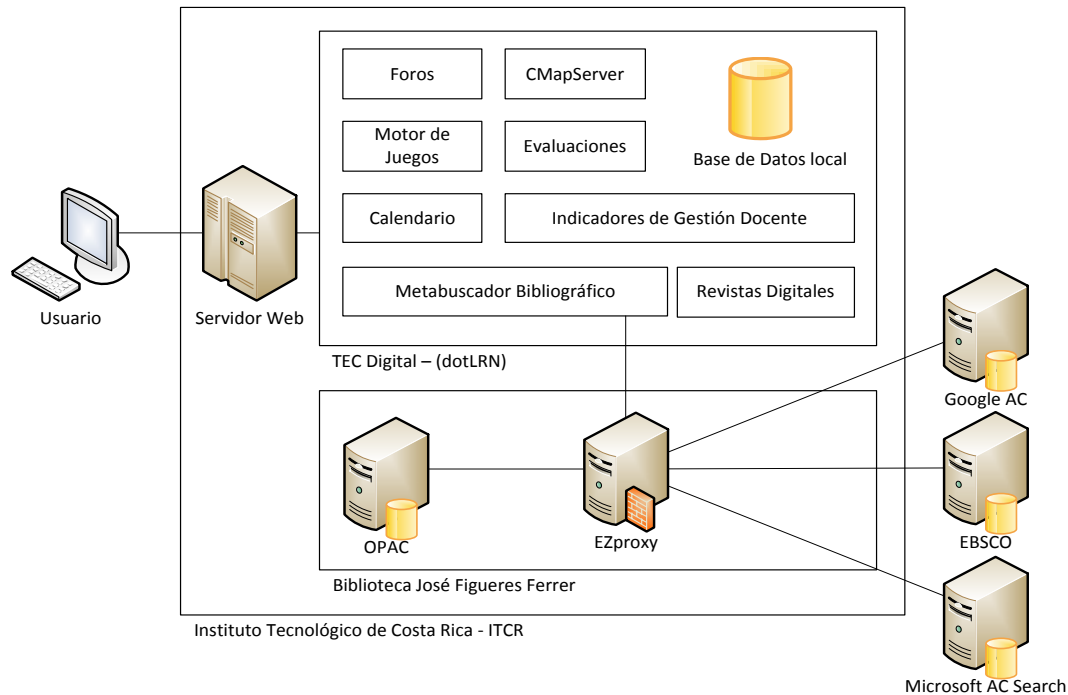 Foros
CMapServer
Motor de
Juegos
Evaluaciones
Base de Datos local
Calendario
Indicadores de Gestión Docente
Metabuscador Bibliográfico
Revistas Digitales
Usuario
Servidor Web
TEC Digital – (dotLRN)
Google AC
OPAC
EZproxy
EBSCO
Biblioteca José Figueres Ferrer
Instituto Tecnológico de Costa Rica - ITCR
Microsoft AC Search